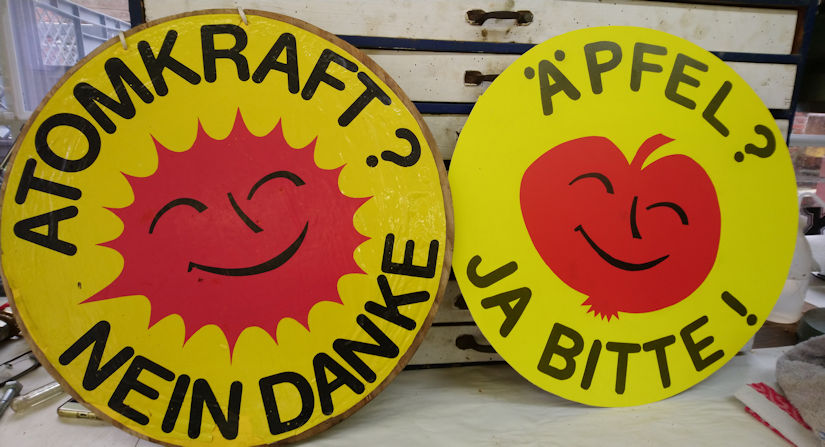 ATOMKRAFT?
NEIN DANKE
ÄPFEL?
JA BITTE!